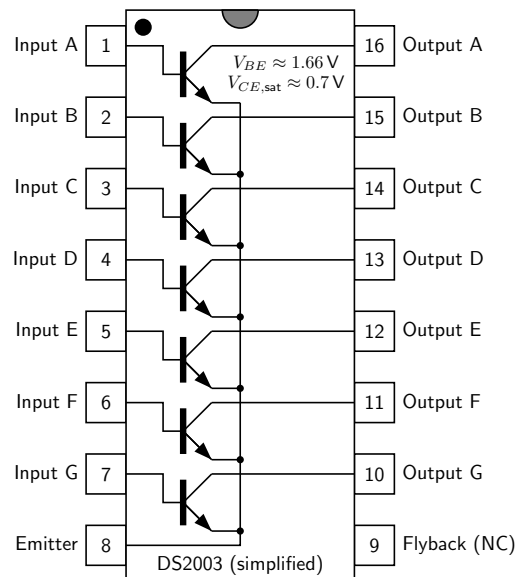 Input A 1 16 Output A
V_BE ≈ 1.66 V
V_CE,sat ≈ 0.7 V
Input B 2 15 Output B
Input C 3 14 Output C
Input D 4 13 Output D
Input E 5 12 Output E
Input F 6 11 Output F
Input G 7 10 Output G
Emitter 8 9 Flyback (NC)
DS2003 (simplified)